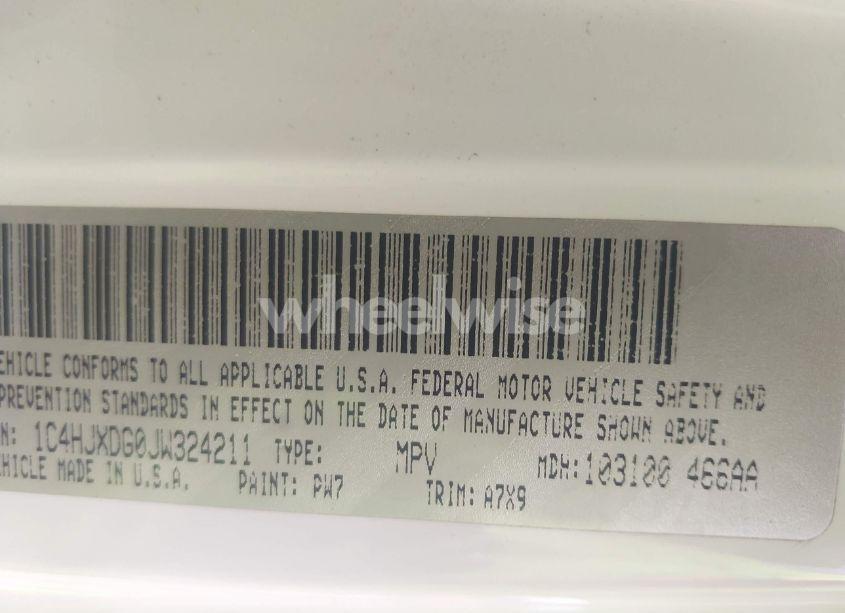 wheelwise
EHICLE CONFORMS TO ALL APPLICABLE U.S.A. FEDERAL MOTOR VEHICLE SAFETY AND
PREVENTION STANDARDS IN EFFECT ON THE DATE OF MANUFACTURE SHOWN ABOVE.
N: 1C4HJXDG0JW324211 TYPE: MPV MDH: 103100 466AA
EHICLE MADE IN U.S.A. PAINT: PW7 TRIM: A7X9